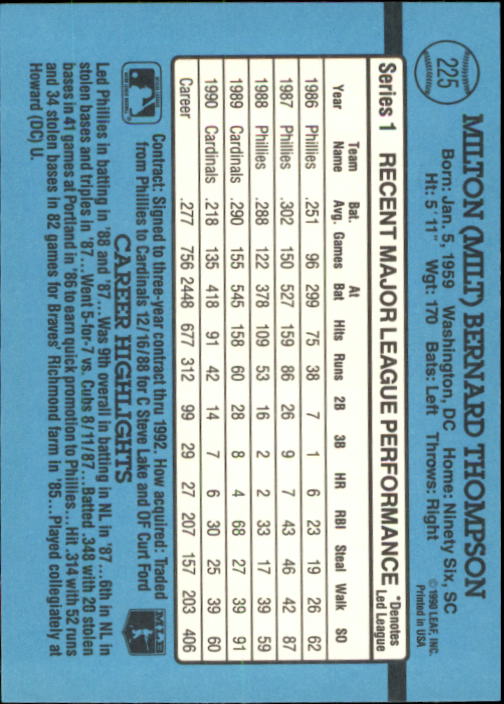 225
MILTON (MILT) BERNARD THOMPSON
Born: Jan. 5, 1959 Washington, DC Home: Ninety Six, SC
Ht: 5' 11" Wgt: 170 Bats: Left Throws: Right
©1990 LEAF, INC.
Printed in USA
Series 1 RECENT MAJOR LEAGUE PERFORMANCE *Denotes Led League
Year Team Name Bat. Avg. Games At Bat Hits Runs 2B 3B HR RBI Steal Walk SO
1986 Phillies .251 96 299 75 38 7 1 6 23 19 26 62
1987 Phillies .302 150 527 159 86 26 9 7 43 46 42 87
1988 Phillies .288 122 378 109 53 16 2 2 33 17 39 59
1989 Cardinals .290 155 545 158 60 28 8 4 68 27 39 91
1990 Cardinals .218 135 418 91 42 14 7 6 30 25 39 60
Career .277 756 2448 677 312 99 29 27 207 157 203 406
Contract: Signed to three-year contract thru 1992. How acquired: Traded
from Phillies to Cardinals 12/16/88 for C Steve Lake and OF Curt Ford
CAREER HIGHLIGHTS
MLB
Led Phillies in batting in '88 and '87...Was 9th overall in batting in NL in '87...6th in NL in
stolen bases and triples in '87...Went 5-for-7 vs. Cubs 8/11/87...Batted .348 with 20 stolen
bases in 41 games at Portland in '86 to earn quick promotion to Phillies...Hit .314 with 52 runs
and 34 stolen bases in 82 games for Braves' Richmond farm in '85...Played collegiately at
Howard (DC) U.